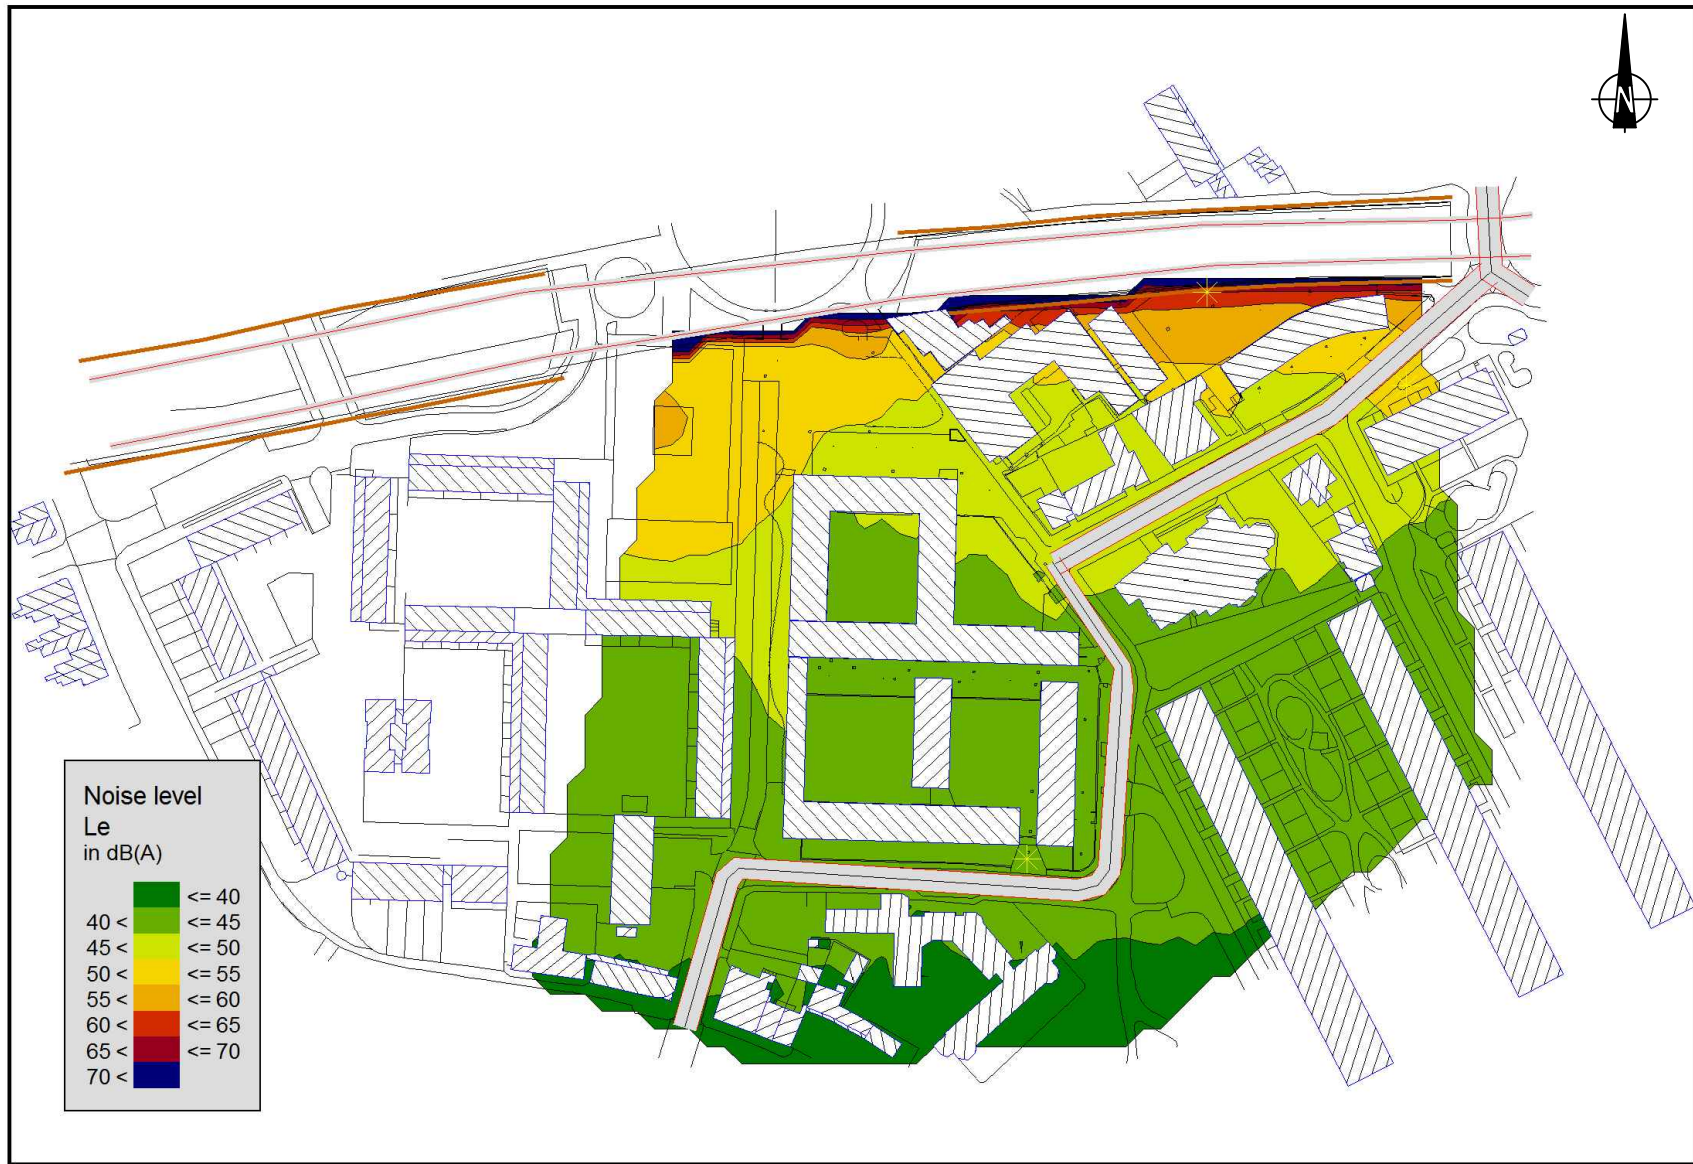 N
Noise level
Le
in dB(A)
<= 40
40 < <= 45
45 < <= 50
50 < <= 55
55 < <= 60
60 < <= 65
65 < <= 70
70 <